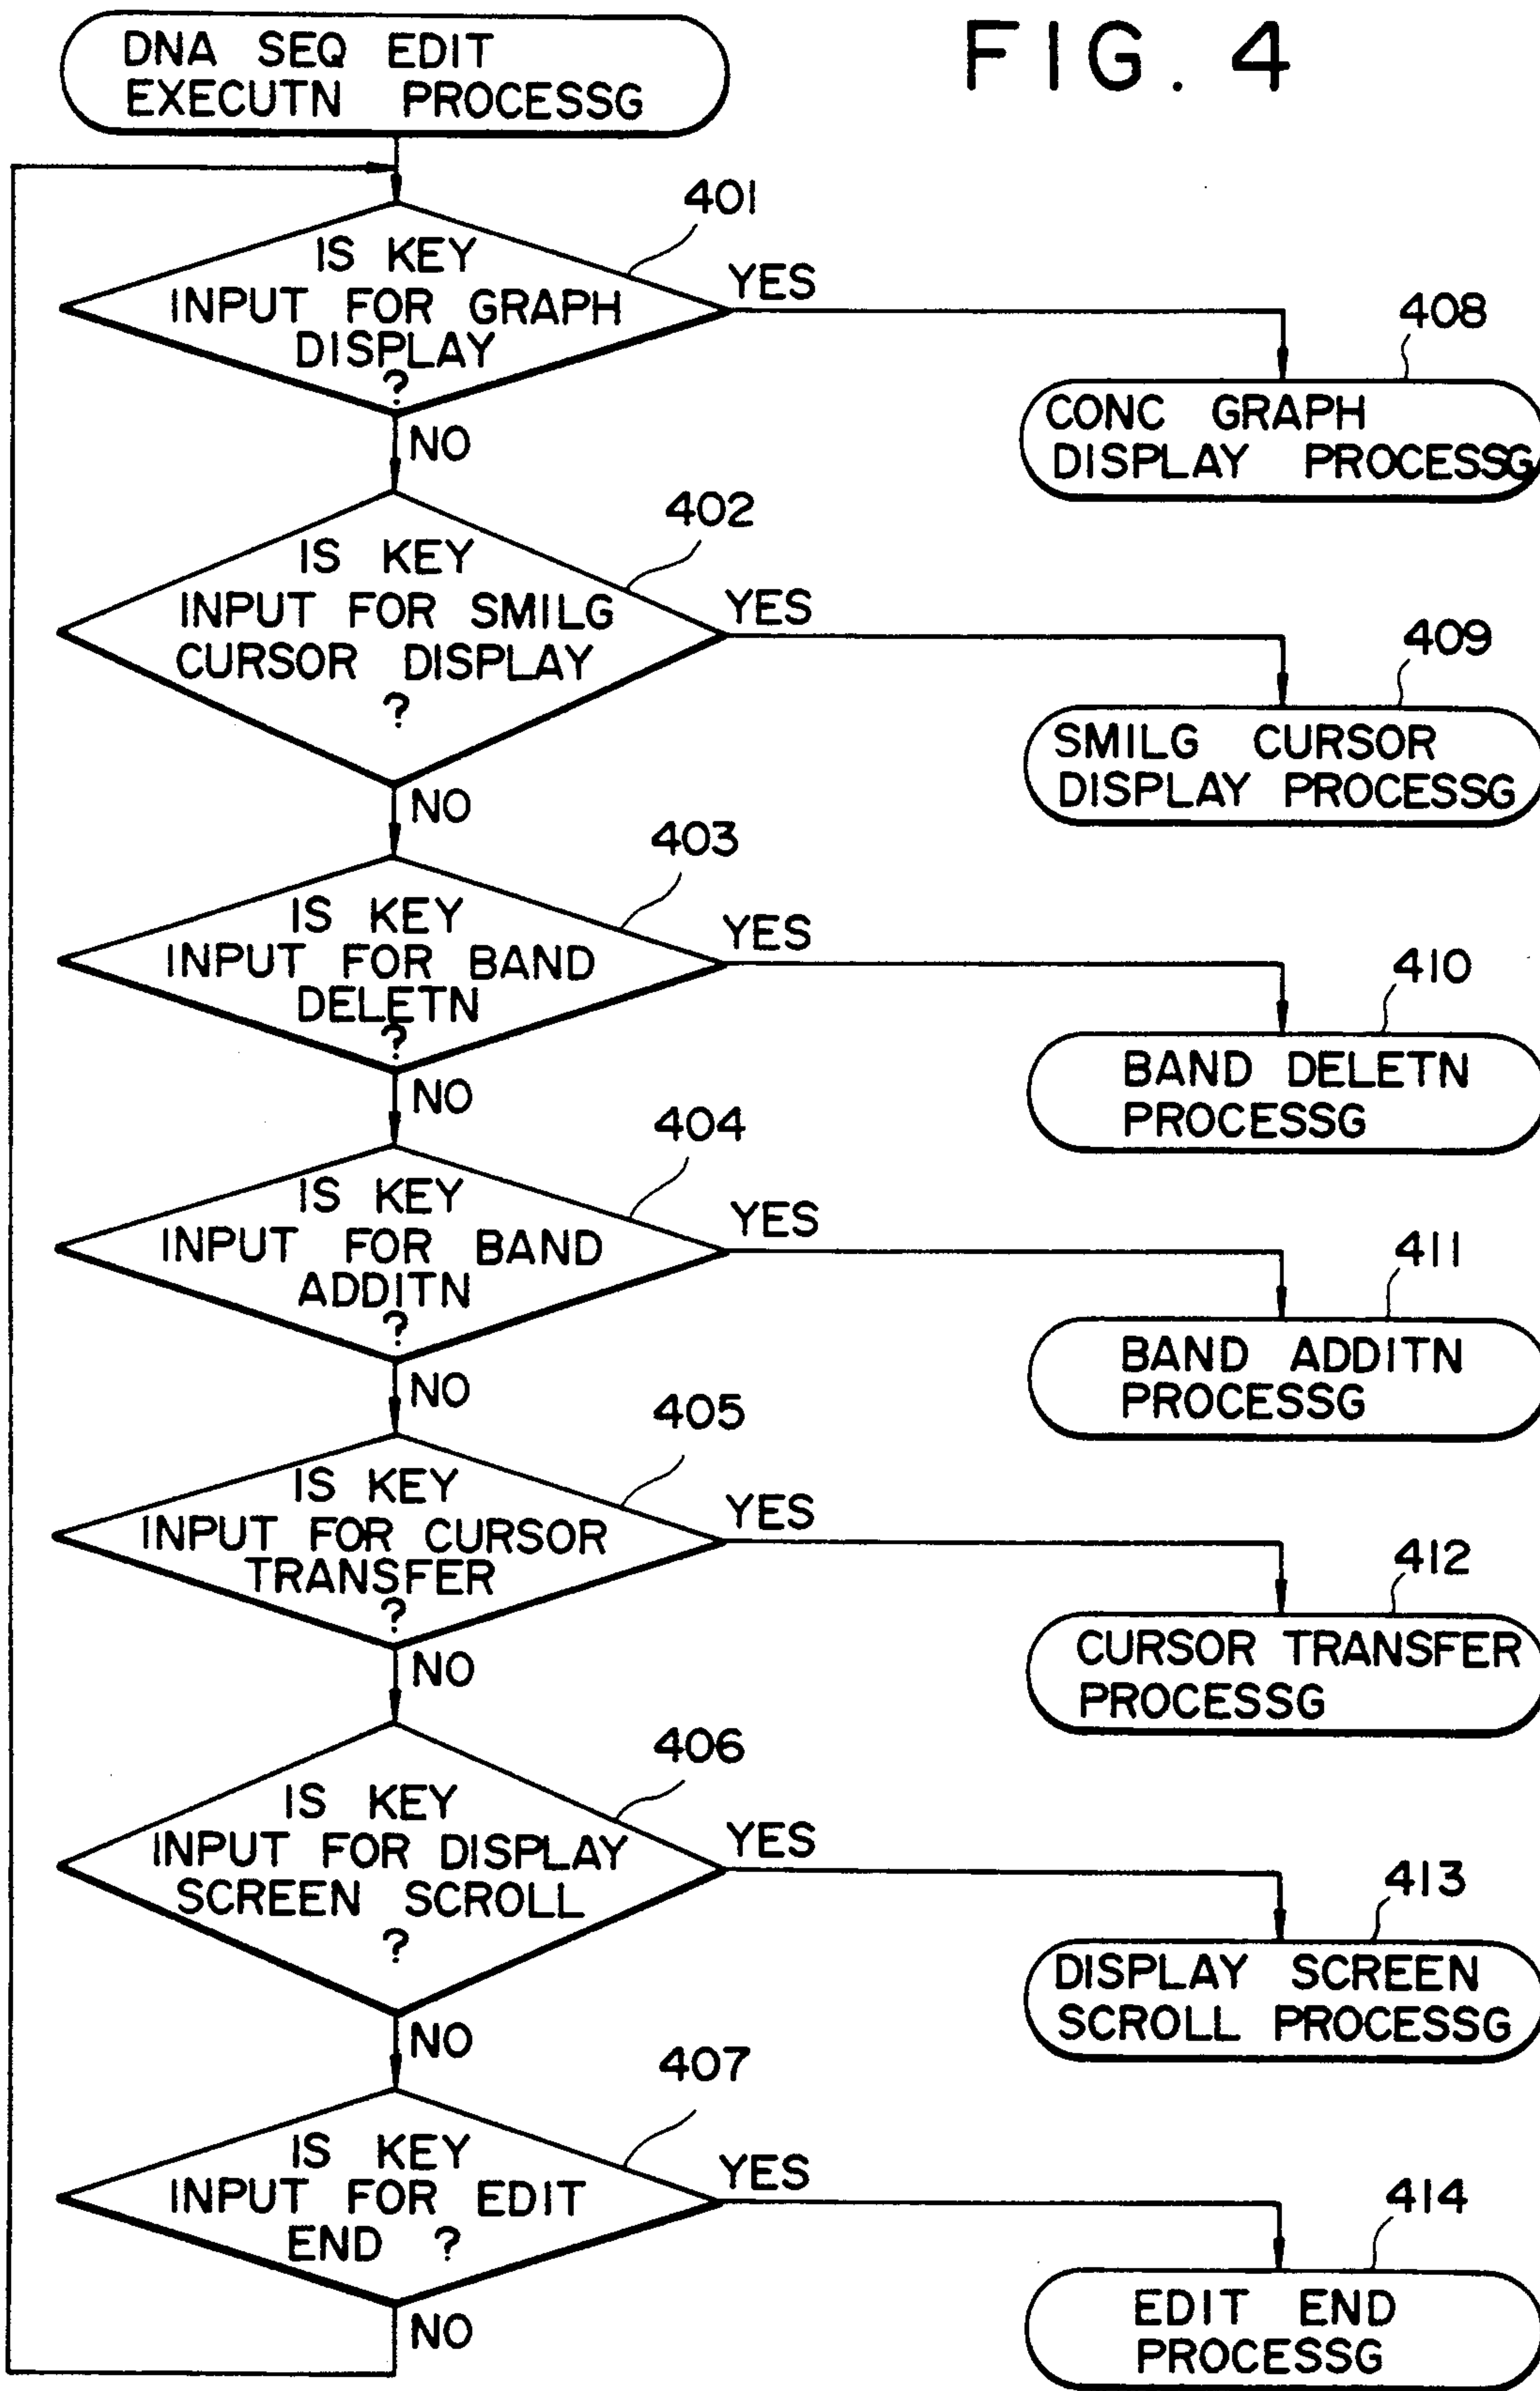 FIG. 4
DNA SEQ EDIT
EXECUTN PROCESSG
401
IS KEY
INPUT FOR GRAPH
DISPLAY
?
YES
NO
408
CONC GRAPH
DISPLAY PROCESSG
402
IS KEY
INPUT FOR SMILG
CURSOR DISPLAY
?
YES
NO
409
SMILG CURSOR
DISPLAY PROCESSG
403
IS KEY
INPUT FOR BAND
DELETN
?
YES
NO
410
BAND DELETN
PROCESSG
404
IS KEY
INPUT FOR BAND
ADDITN
?
YES
NO
411
BAND ADDITN
PROCESSG
405
IS KEY
INPUT FOR CURSOR
TRANSFER
?
YES
NO
412
CURSOR TRANSFER
PROCESSG
406
IS KEY
INPUT FOR DISPLAY
SCREEN SCROLL
?
YES
NO
413
DISPLAY SCREEN
SCROLL PROCESSG
407
IS KEY
INPUT FOR EDIT
END ?
YES
NO
414
EDIT END
PROCESSG